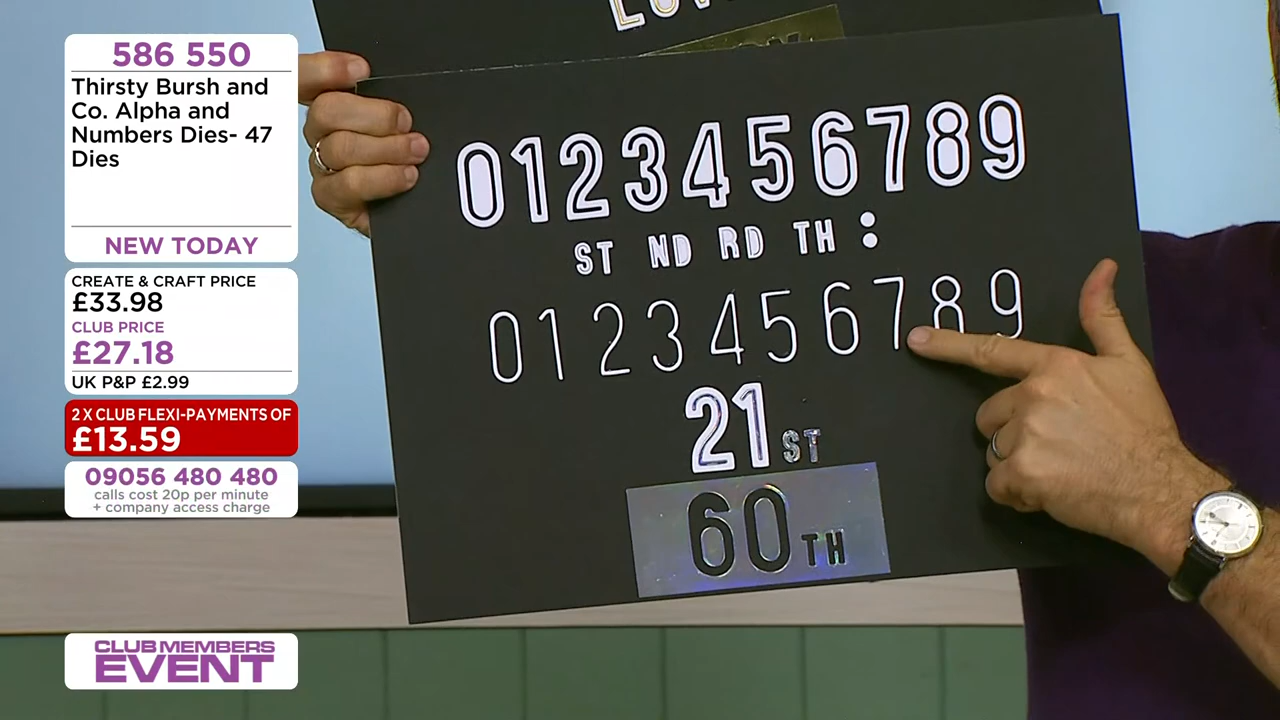 586 550
Thirsty Bursh and
Co. Alpha and
Numbers Dies- 47
Dies
NEW TODAY
CREATE & CRAFT PRICE
£33.98
CLUB PRICE
£27.18
UK P&P £2.99
2 X CLUB FLEXI-PAYMENTS OF
£13.59
09056 480 480
calls cost 20p per minute
+ company access charge
CLUB MEMBERS
EVENT
0123456789
ST ND RD TH :
0123456789
21ST
60TH